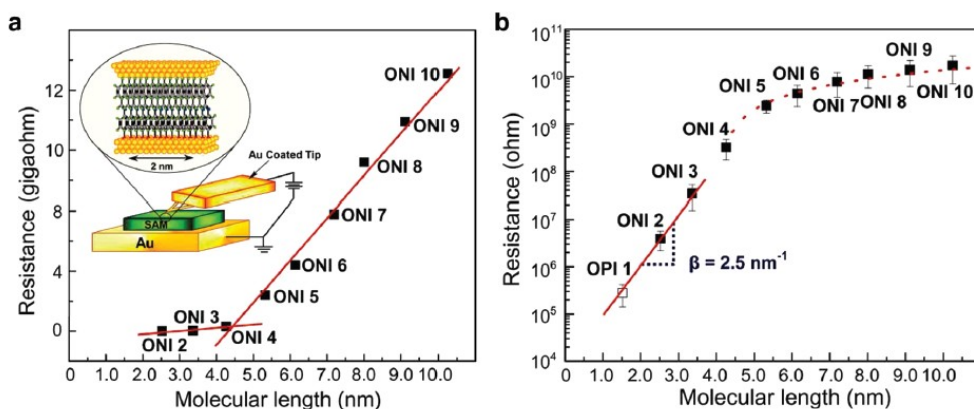 a
12
8
4
0
Resistance (gigaohm)
2 nm
Au Coated Tip
SAM
Au
ONI 2
ONI 3
ONI 4
ONI 5
ONI 6
ONI 7
ONI 8
ONI 9
ONI 10
0.0 1.0 2.0 3.0 4.0 5.0 6.0 7.0 8.0 9.0 10.0
Molecular length (nm)
b
10¹¹
10¹⁰
10⁹
10⁸
10⁷
10⁶
10⁵
10⁴
Resistance (ohm)
OPI 1
ONI 2
ONI 3
ONI 4
ONI 5
ONI 6
ONI 7
ONI 8
ONI 9
ONI 10
β = 2.5 nm⁻¹
0.0 1.0 2.0 3.0 4.0 5.0 6.0 7.0 8.0 9.0 10.0
Molecular length (nm)